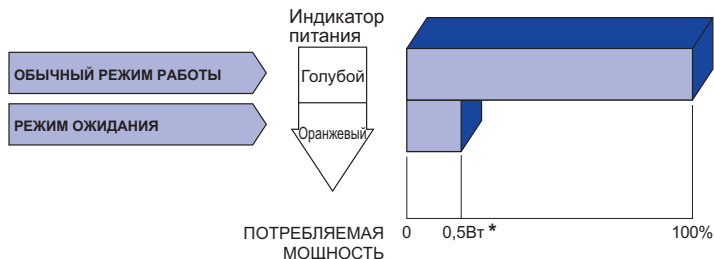 Индикатор
питания
ОБЫЧНЫЙ РЕЖИМ РАБОТЫ
Голубой
РЕЖИМ ОЖИДАНИЯ
Оранжевый
ПОТРЕБЛЯЕМАЯ
МОЩНОСТЬ
0 0,5Вт * 100%